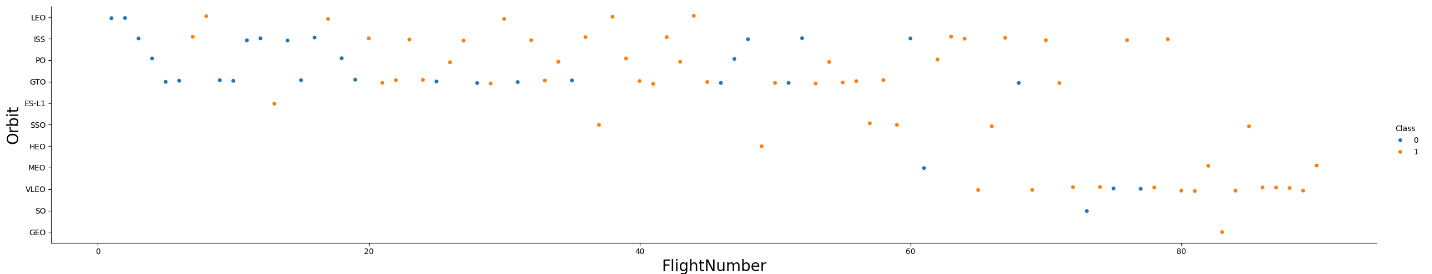 LEO
ISS
PO
GTO
ES-L1
SSO
HEO
MEO
VLEO
SO
GEO
Orbit
0 20 40 60 80
FlightNumber
Class
0
1